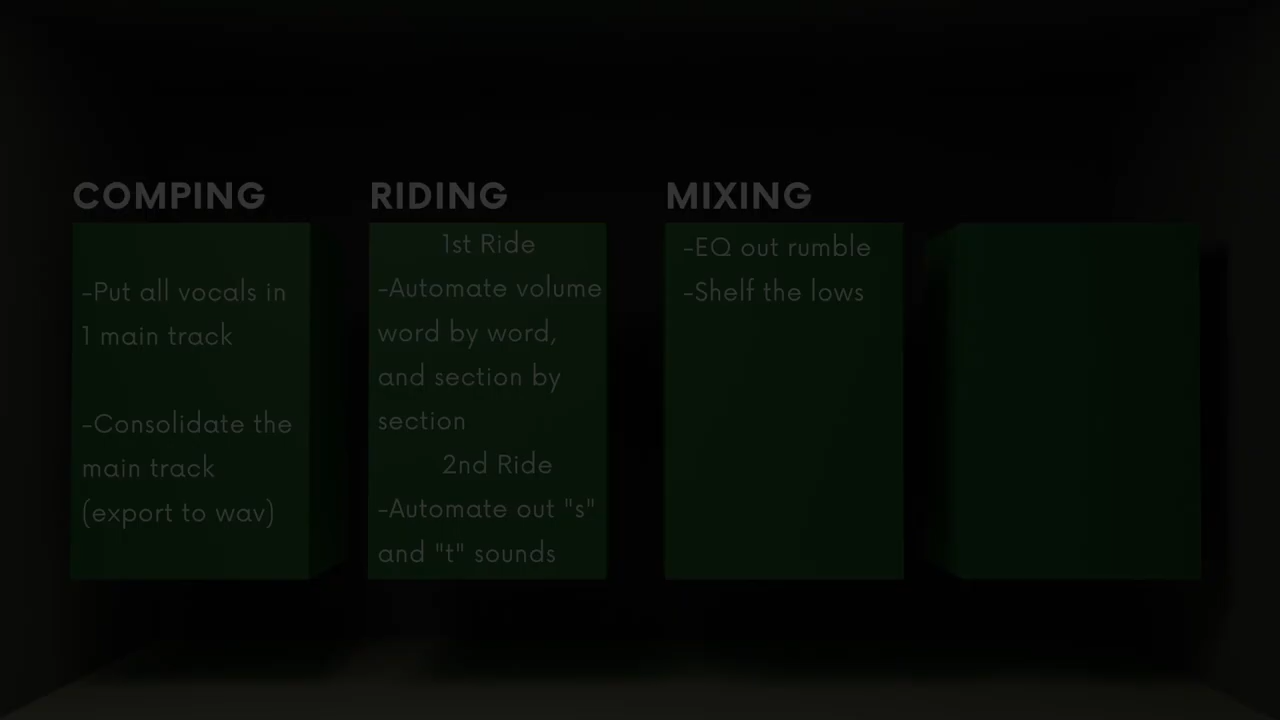 COMPING
-Put all vocals in
1 main track
-Consolidate the
main track
(export to wav)
RIDING
1st Ride
-Automate volume
word by word,
and section by
section
2nd Ride
-Automate out "s"
and "t" sounds
MIXING
-EQ out rumble
-Shelf the lows